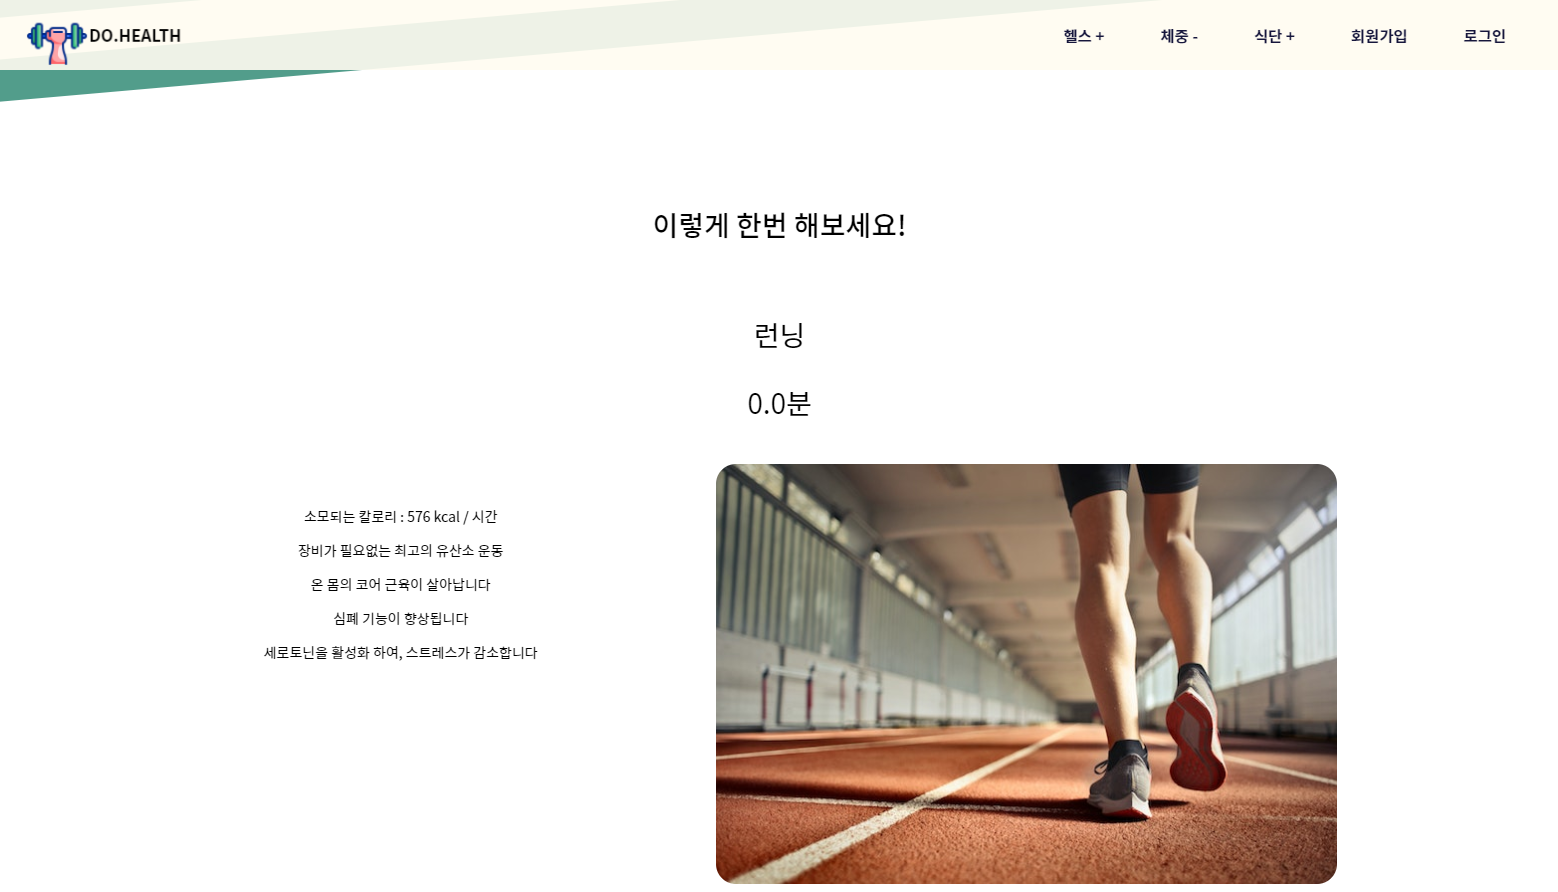 DO.HEALTH
헬스 +
체중 -
식단 +
회원가입
로그인
이렇게 한번 해보세요!
런닝
0.0분
소모되는 칼로리 : 576 kcal / 시간
장비가 필요없는 최고의 유산소 운동
온 몸의 코어 근육이 살아납니다
심폐 기능이 향상됩니다
세로토닌을 활성화 하여, 스트레스가 감소합니다